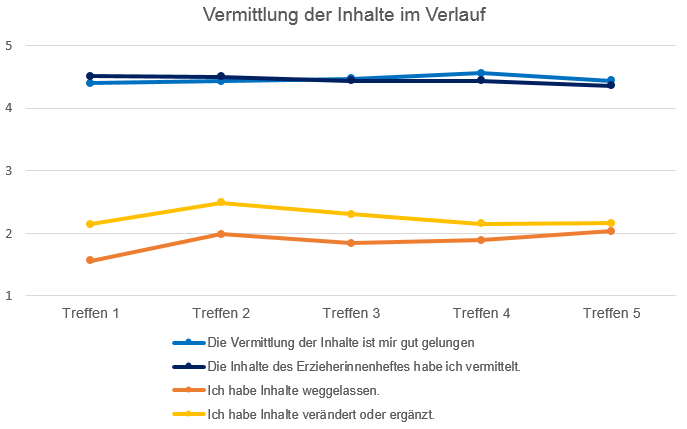 Vermittlung der Inhalte im Verlauf
5
4
3
2
1
Treffen 1 Treffen 2 Treffen 3 Treffen 4 Treffen 5
Die Vermittlung der Inhalte ist mir gut gelungen
Die Inhalte des Erzieherinnenheftes habe ich vermittelt.
Ich habe Inhalte weggelassen.
Ich habe Inhalte verändert oder ergänzt.